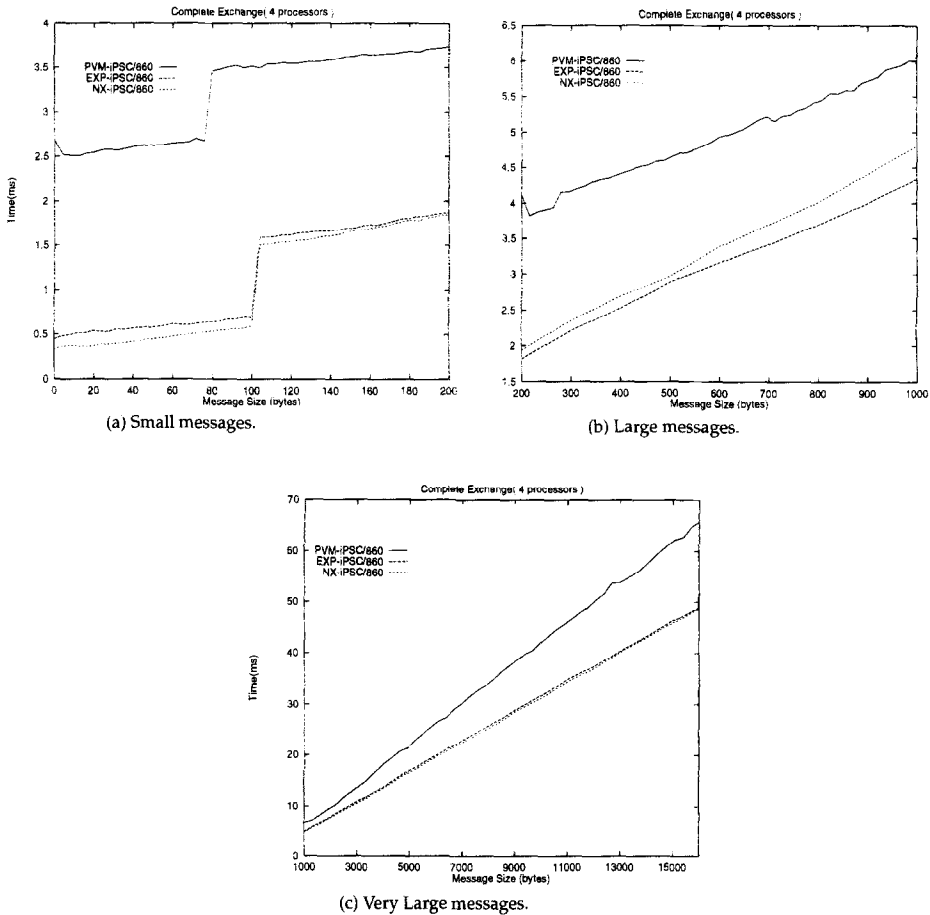 Complete Exchange( 4 processors )
4
3.5
3
2.5
2
1.5
1
0.5
0
Time(ms)
PVM-iPSC/860
EXP-iPSC/860
NX-iPSC/860
0 20 40 60 80 100 120 140 160 180 200
Message Size (bytes)
(a) Small messages.
Complete Exchange( 4 processors )
6.5
6
5.5
5
4.5
4
3.5
3
2.5
2
1.5
PVM-iPSC/860
EXP-iPSC/860
NX-iPSC/860
200 300 400 500 600 700 800 900 1000
Message Size (bytes)
(b) Large messages.
Complete Exchange( 4 processors )
70
60
50
40
30
20
10
0
Time(ms)
PVM-iPSC/860
EXP-iPSC/860
NX-iPSC/860
1000 3000 5000 7000 9000 11000 13000 15000
Message Size (bytes)
(c) Very Large messages.